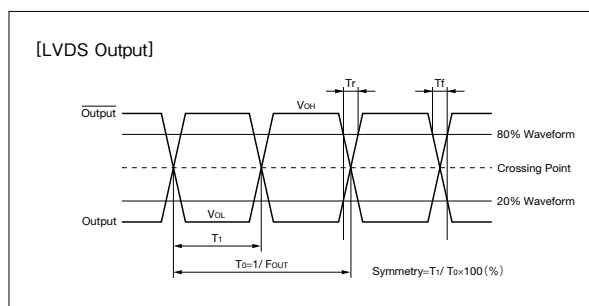 [LVDS Output]
Tr
Tf
Output
VOH
80% Waveform
Crossing Point
20% Waveform
VOL
Output
T1
T0=1/ FOUT
Symmetry=T1/ T0×100(%)